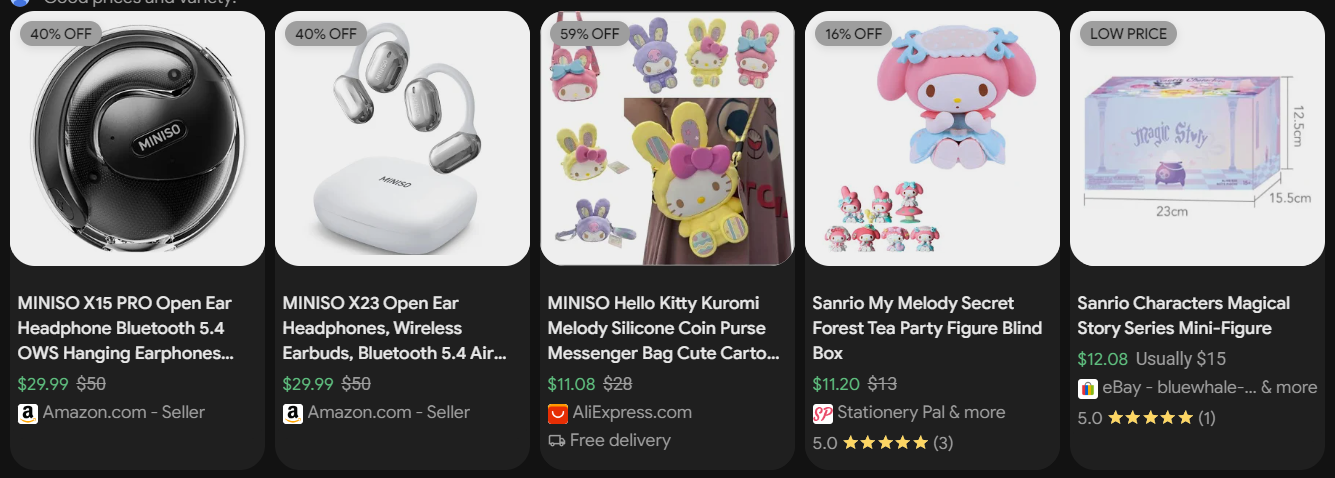 Good prices and variety.
40% OFF
MINISO
MINISO X15 PRO Open Ear
Headphone Bluetooth 5.4
OWS Hanging Earphones...
$29.99 $50
a Amazon.com - Seller
40% OFF
MINISO
MINISO X23 Open Ear
Headphones, Wireless
Earbuds, Bluetooth 5.4 Air...
$29.99 $50
a Amazon.com - Seller
59% OFF
MINISO Hello Kitty Kuromi
Melody Silicone Coin Purse
Messenger Bag Cute Carto...
$11.08 $28
AliExpress.com
Free delivery
16% OFF
Sanrio My Melody Secret
Forest Tea Party Figure Blind
Box
$11.20 $13
SP Stationery Pal & more
5.0 ★★★★★ (3)
LOW PRICE
Magic Story
12.5cm
15.5cm
23cm
Sanrio Characters Magical
Story Series Mini-Figure
$12.08 Usually $15
eBay - bluewhale-... & more
5.0 ★★★★★ (1)